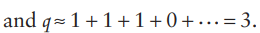 and q ≈ 1 + 1 + 1 + 0 + ··· = 3.